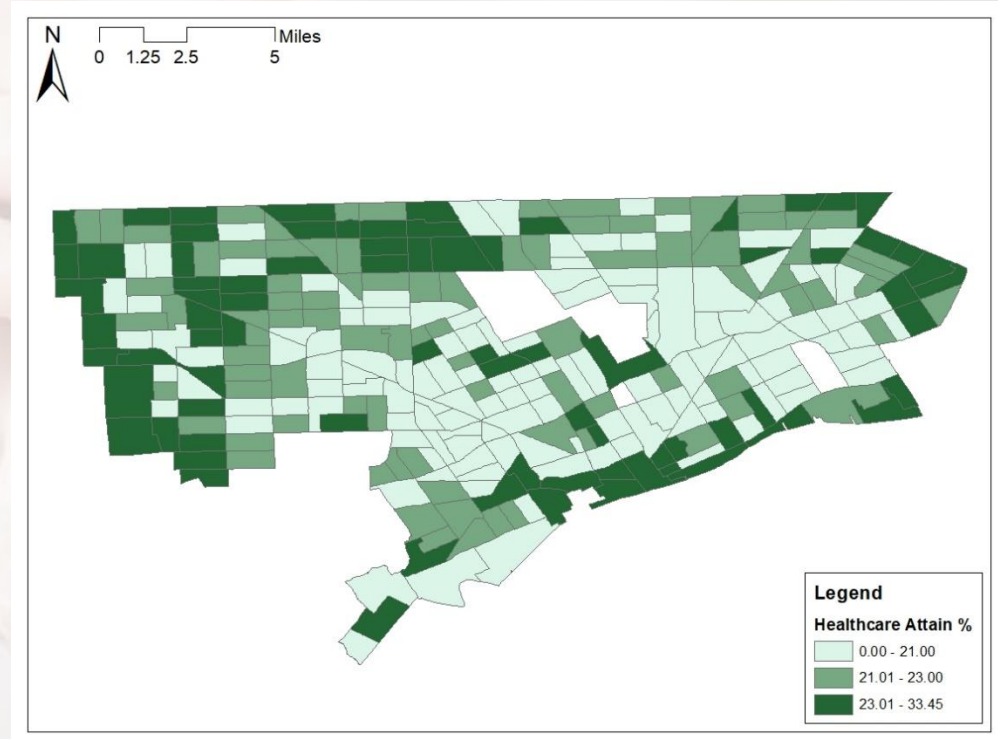 N
Miles
0 1.25 2.5 5
Legend
Healthcare Attain %
0.00 - 21.00
21.01 - 23.00
23.01 - 33.45